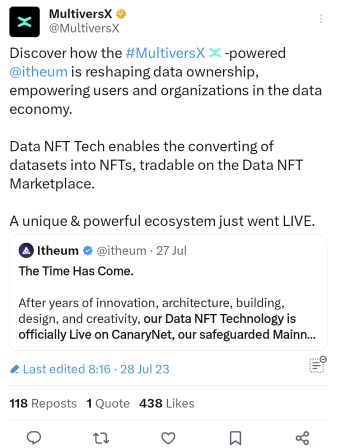 MultiversX
@MultiversX
Discover how the #MultiversX -powered
@itheum is reshaping data ownership,
empowering users and organizations in the data
economy.
Data NFT Tech enables the converting of
datasets into NFTs, tradable on the Data NFT
Marketplace.
A unique & powerful ecosystem just went LIVE.
Itheum @itheum · 27 Jul
The Time Has Come.
After years of innovation, architecture, building,
design, and creativity, our Data NFT Technology is
officially Live on CanaryNet, our safeguarded Mainn...
Last edited 8:16 · 28 Jul 23
118 Reposts 1 Quote 438 Likes